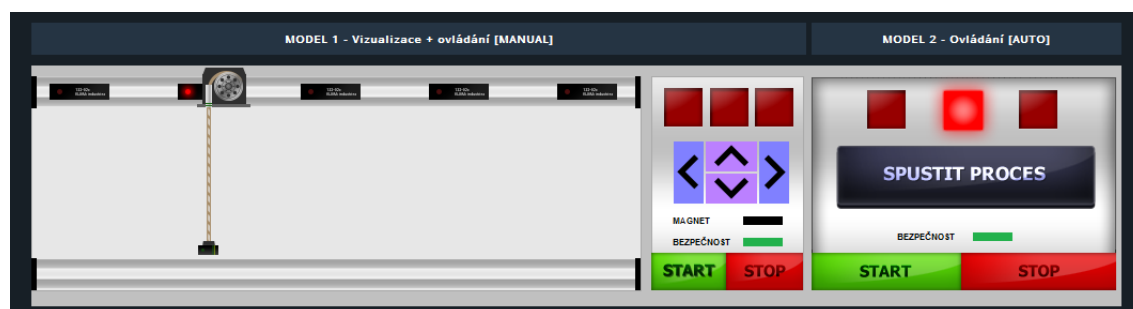 MODEL 1 - Vizualizace + ovládání [MANUAL]
MODEL 2 - Ovládání [AUTO]
SPUSTIT PROCES
MAGNET
BEZPEČNOST
BEZPEČNOST
START STOP
START STOP